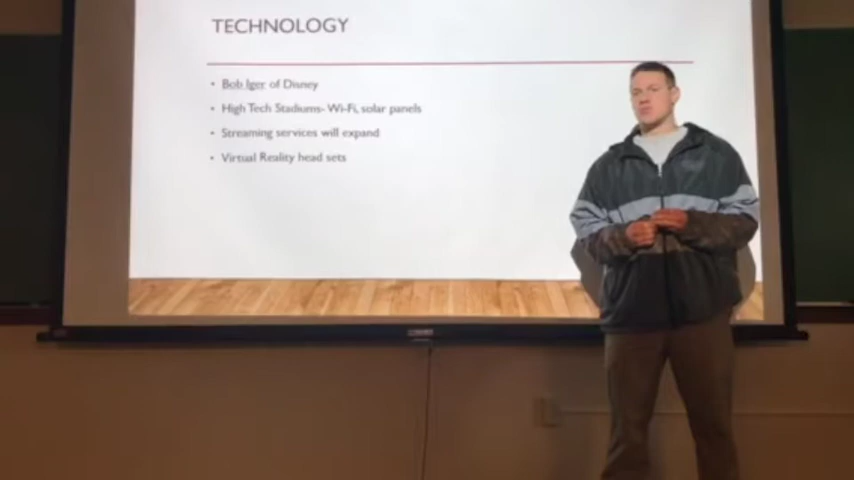 TECHNOLOGY
• Bob Iger of Disney
• High Tech Stadiums- Wi-Fi, solar panels
• Streaming services will expand
• Virtual Reality head sets